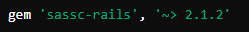 gem 'sassc-rails', '~> 2.1.2'